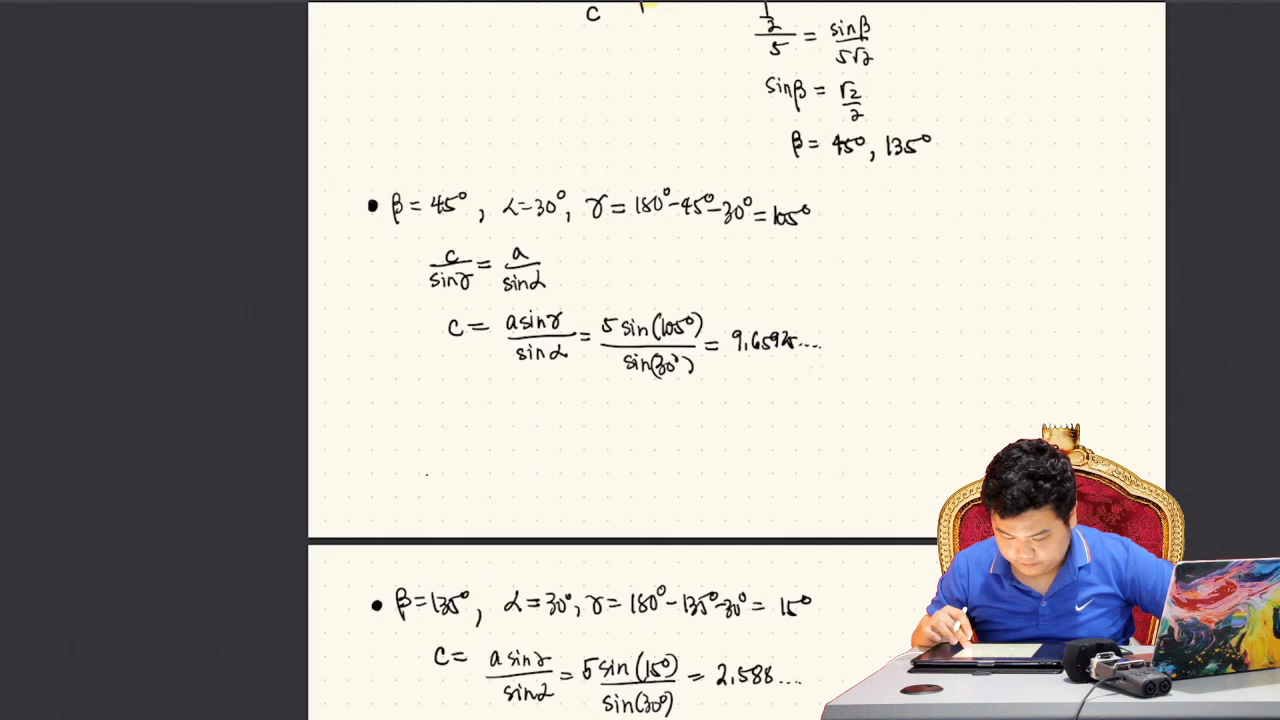 C
1/2 / 5 = sinβ / 5√2
sinβ = √2 / 2
β = 45°, 135°
• β = 45°, α = 30°, γ = 180° - 45° - 30° = 105°
c / sinγ = a / sinα
c = a sinγ / sinα = 5 sin(105°) / sin(30°) = 9.6592....
• β = 135°, α = 30°, γ = 180° - 135° - 30° = 15°
c = a sinγ / sinα = 5 sin(15°) / sin(30°) = 2.588....